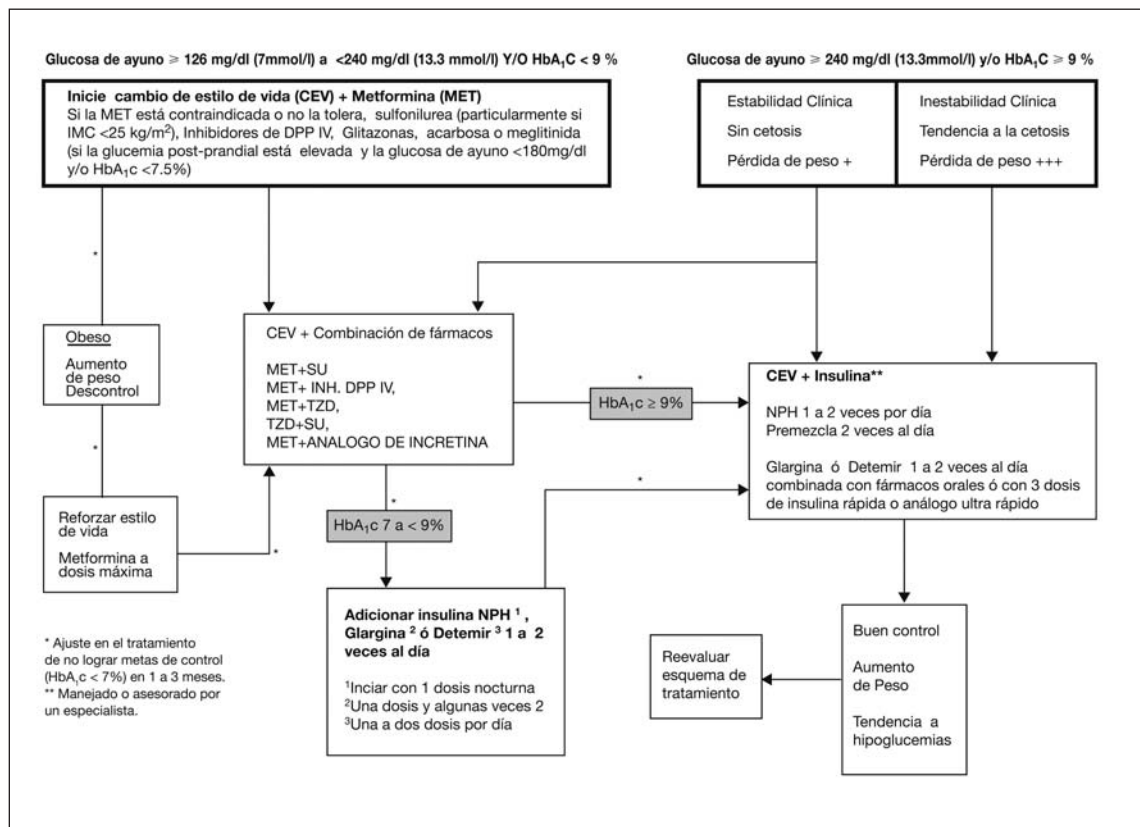 Glucosa de ayuno ≥ 126 mg/dl (7mmol/l) a <240 mg/dl (13.3 mmol/l) Y/O HbA₁C < 9 %
Glucosa de ayuno ≥ 240 mg/dl (13.3mmol/l) y/o HbA₁C ≥ 9 %
Inicie cambio de estilo de vida (CEV) + Metformina (MET)
Si la MET está contraindicada o no la tolera, sulfonilurea (particularmente si
IMC <25 kg/m²), Inhibidores de DPP IV, Glitazonas, acarbosa o meglitinida
(si la glucemia post-prandial está elevada y la glucosa de ayuno <180mg/dl
y/o HbA₁c <7.5%)
Estabilidad Clínica
Sin cetosis
Pérdida de peso +
Inestabilidad Clínica
Tendencia a la cetosis
Pérdida de peso +++
*
Obeso
Aumento
de peso
Descontrol
*
Reforzar estilo
de vida
Metformina a
dosis máxima
*
CEV + Combinación de fármacos
MET+SU
MET+ INH. DPP IV,
MET+TZD,
TZD+SU,
MET+ANALOGO DE INCRETINA
*
HbA₁c ≥ 9%
*
HbA₁c 7 a < 9%
*
CEV + Insulina**
NPH 1 a 2 veces por día
Premezcla 2 veces al día
Glargina ó Detemir 1 a 2 veces al día
combinada con fármacos orales ó con 3 dosis
de insulina rápida o análogo ultra rápido
Adicionar insulina NPH ¹ ,
Glargina ² ó Detemir ³ 1 a 2
veces al día
¹Inciar con 1 dosis nocturna
²Una dosis y algunas veces 2
³Una a dos dosis por día
Reevaluar
esquema de
tratamiento
Buen control
Aumento
de Peso
Tendencia a
hipoglucemias
* Ajuste en el tratamiento
de no lograr metas de control
(HbA₁c < 7%) en 1 a 3 meses.
** Manejado o asesorado por
un especialista.